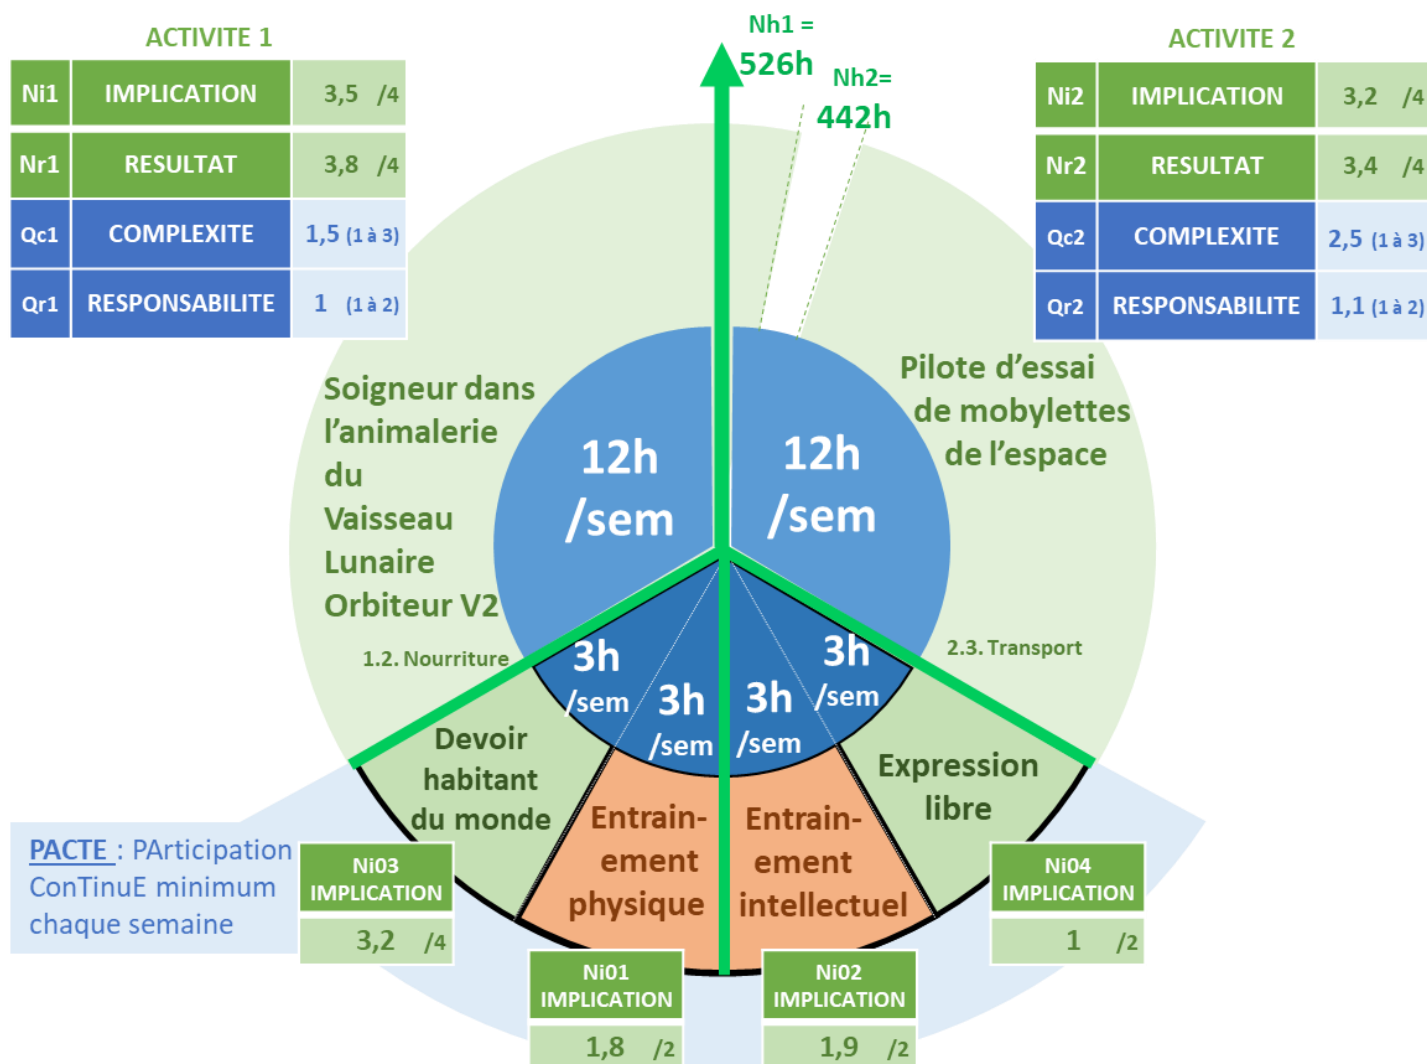 ACTIVITE 1
Ni1 IMPLICATION 3,5 /4
Nr1 RESULTAT 3,8 /4
Qc1 COMPLEXITE 1,5 (1 à 3)
Qr1 RESPONSABILITE 1 (1 à 2)
Nh1 =
526h
Nh2=
442h
ACTIVITE 2
Ni2 IMPLICATION 3,2 /4
Nr2 RESULTAT 3,4 /4
Qc2 COMPLEXITE 2,5 (1 à 3)
Qr2 RESPONSABILITE 1,1 (1 à 2)
Soigneur dans
l’animalerie
du
Vaisseau
Lunaire
Orbiteur V2
1.2. Nourriture
12h
/sem
12h
/sem
Pilote d’essai
de mobylettes
de l’espace
2.3. Transport
3h
/sem
3h
/sem
3h
/sem
3h
/sem
Devoir
habitant
du monde
Entrain-
ement
physique
Entrain-
ement
intellectuel
Expression
libre
PACTE : PArticipation
ConTinuE minimum
chaque semaine
Ni03
IMPLICATION
3,2 /4
Ni01
IMPLICATION
1,8 /2
Ni02
IMPLICATION
1,9 /2
Ni04
IMPLICATION
1 /2